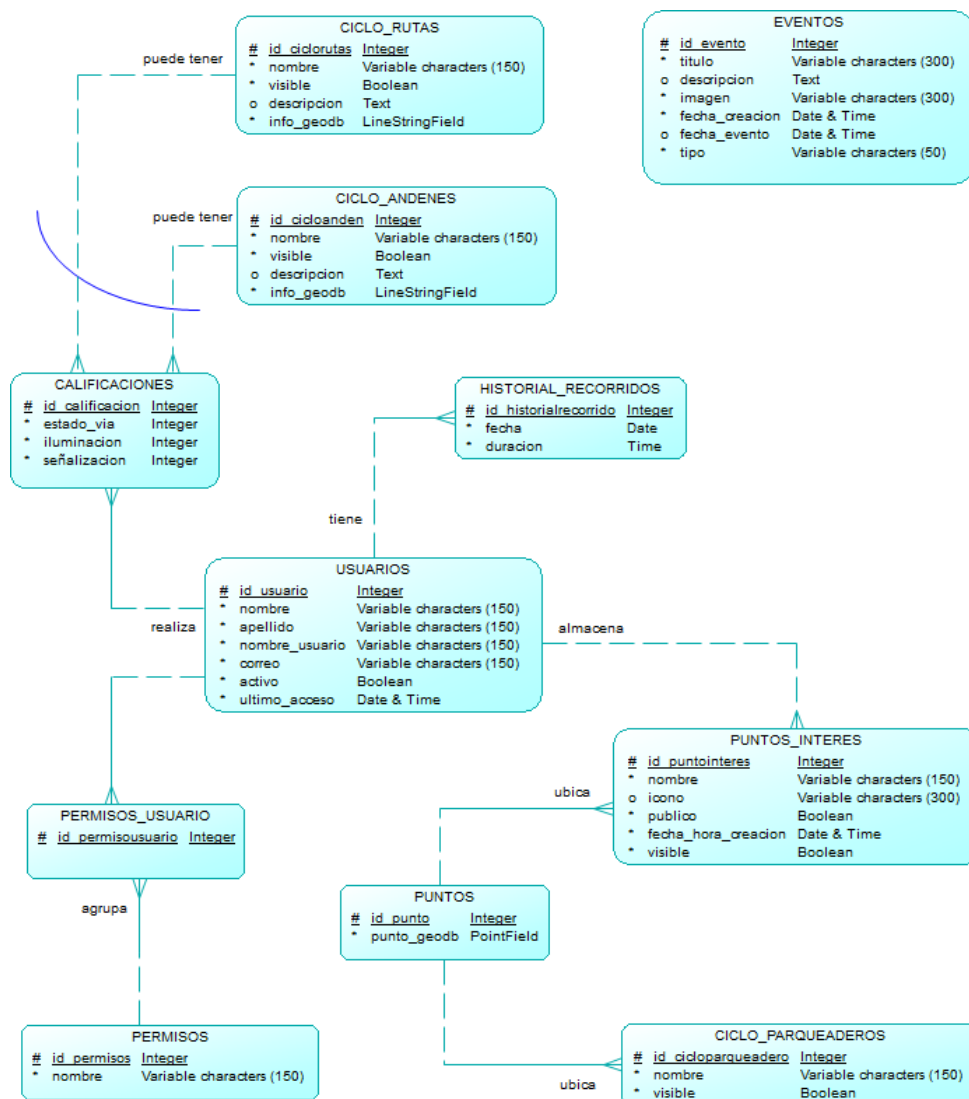 CICLO_RUTAS
# id_ciclorutas Integer
* nombre Variable characters (150)
* visible Boolean
o descripcion Text
* info_geodb LineStringField
puede tener
EVENTOS
# id_evento Integer
* titulo Variable characters (300)
o descripcion Text
* imagen Variable characters (300)
* fecha_creacion Date & Time
o fecha_evento Date & Time
* tipo Variable characters (50)
CICLO_ANDENES
# id_cicloanden Integer
* nombre Variable characters (150)
* visible Boolean
o descripcion Text
* info_geodb LineStringField
puede tener
CALIFICACIONES
# id_calificacion Integer
* estado_via Integer
* iluminacion Integer
* señalizacion Integer
HISTORIAL_RECORRIDOS
# id_historialrecorrido Integer
* fecha Date
* duracion Time
tiene
USUARIOS
# id_usuario Integer
* nombre Variable characters (150)
* apellido Variable characters (150)
* nombre_usuario Variable characters (150)
* correo Variable characters (150)
* activo Boolean
* ultimo_acceso Date & Time
realiza
almacena
PUNTOS_INTERES
# id_puntointeres Integer
* nombre Variable characters (150)
o icono Variable characters (300)
* publico Boolean
* fecha_hora_creacion Date & Time
* visible Boolean
ubica
PERMISOS_USUARIO
# id_permisousuario Integer
agrupa
PUNTOS
# id_punto Integer
* punto_geodb PointField
PERMISOS
# id_permisos Integer
* nombre Variable characters (150)
CICLO_PARQUEADEROS
# id_cicloparqueadero Integer
* nombre Variable characters (150)
* visible Boolean
ubica